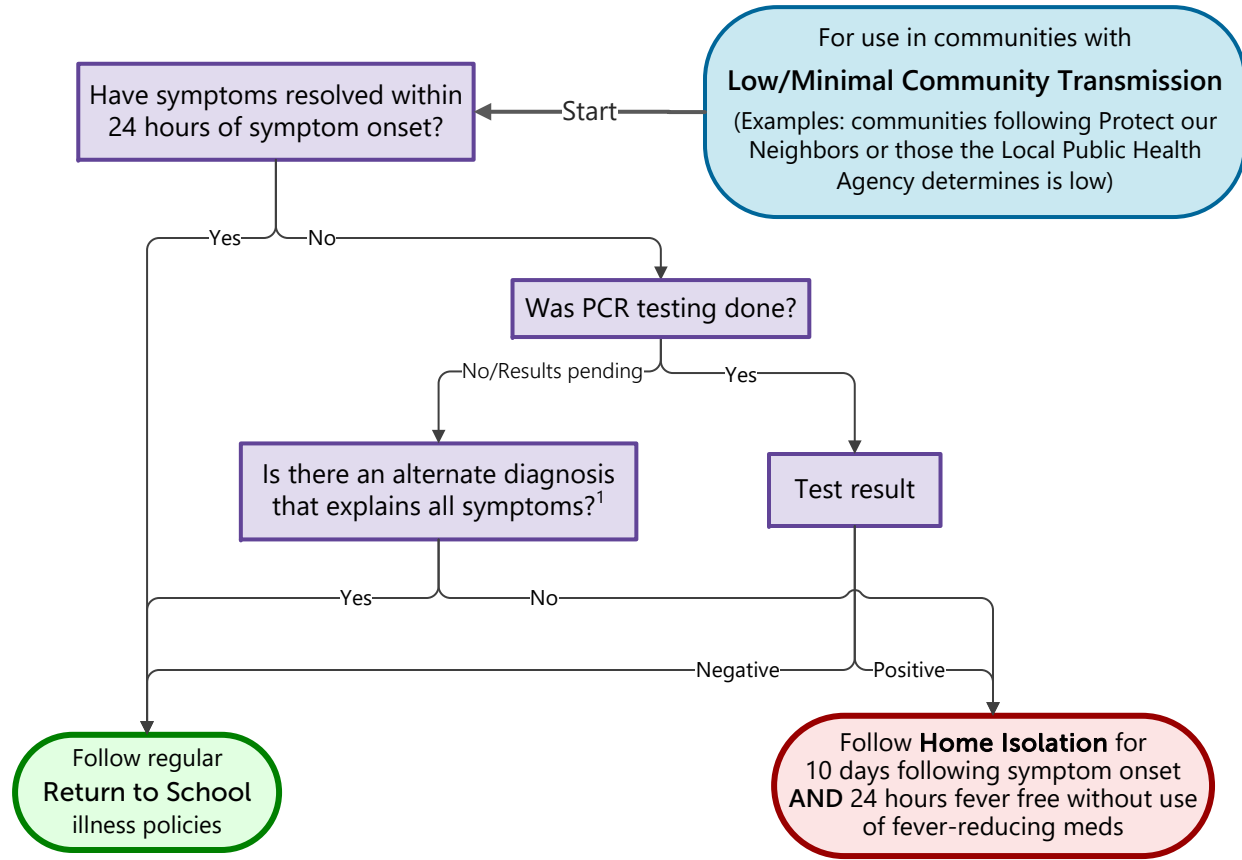 For use in communities with
Low/Minimal Community Transmission
(Examples: communities following Protect our
Neighbors or those the Local Public Health
Agency determines is low)
Start
Have symptoms resolved within
24 hours of symptom onset?
Yes
No
Was PCR testing done?
No/Results pending
Yes
Is there an alternate diagnosis
that explains all symptoms?1
Test result
Yes
No
Negative
Positive
Follow regular
Return to School
illness policies
Follow Home Isolation for
10 days following symptom onset
AND 24 hours fever free without use
of fever-reducing meds